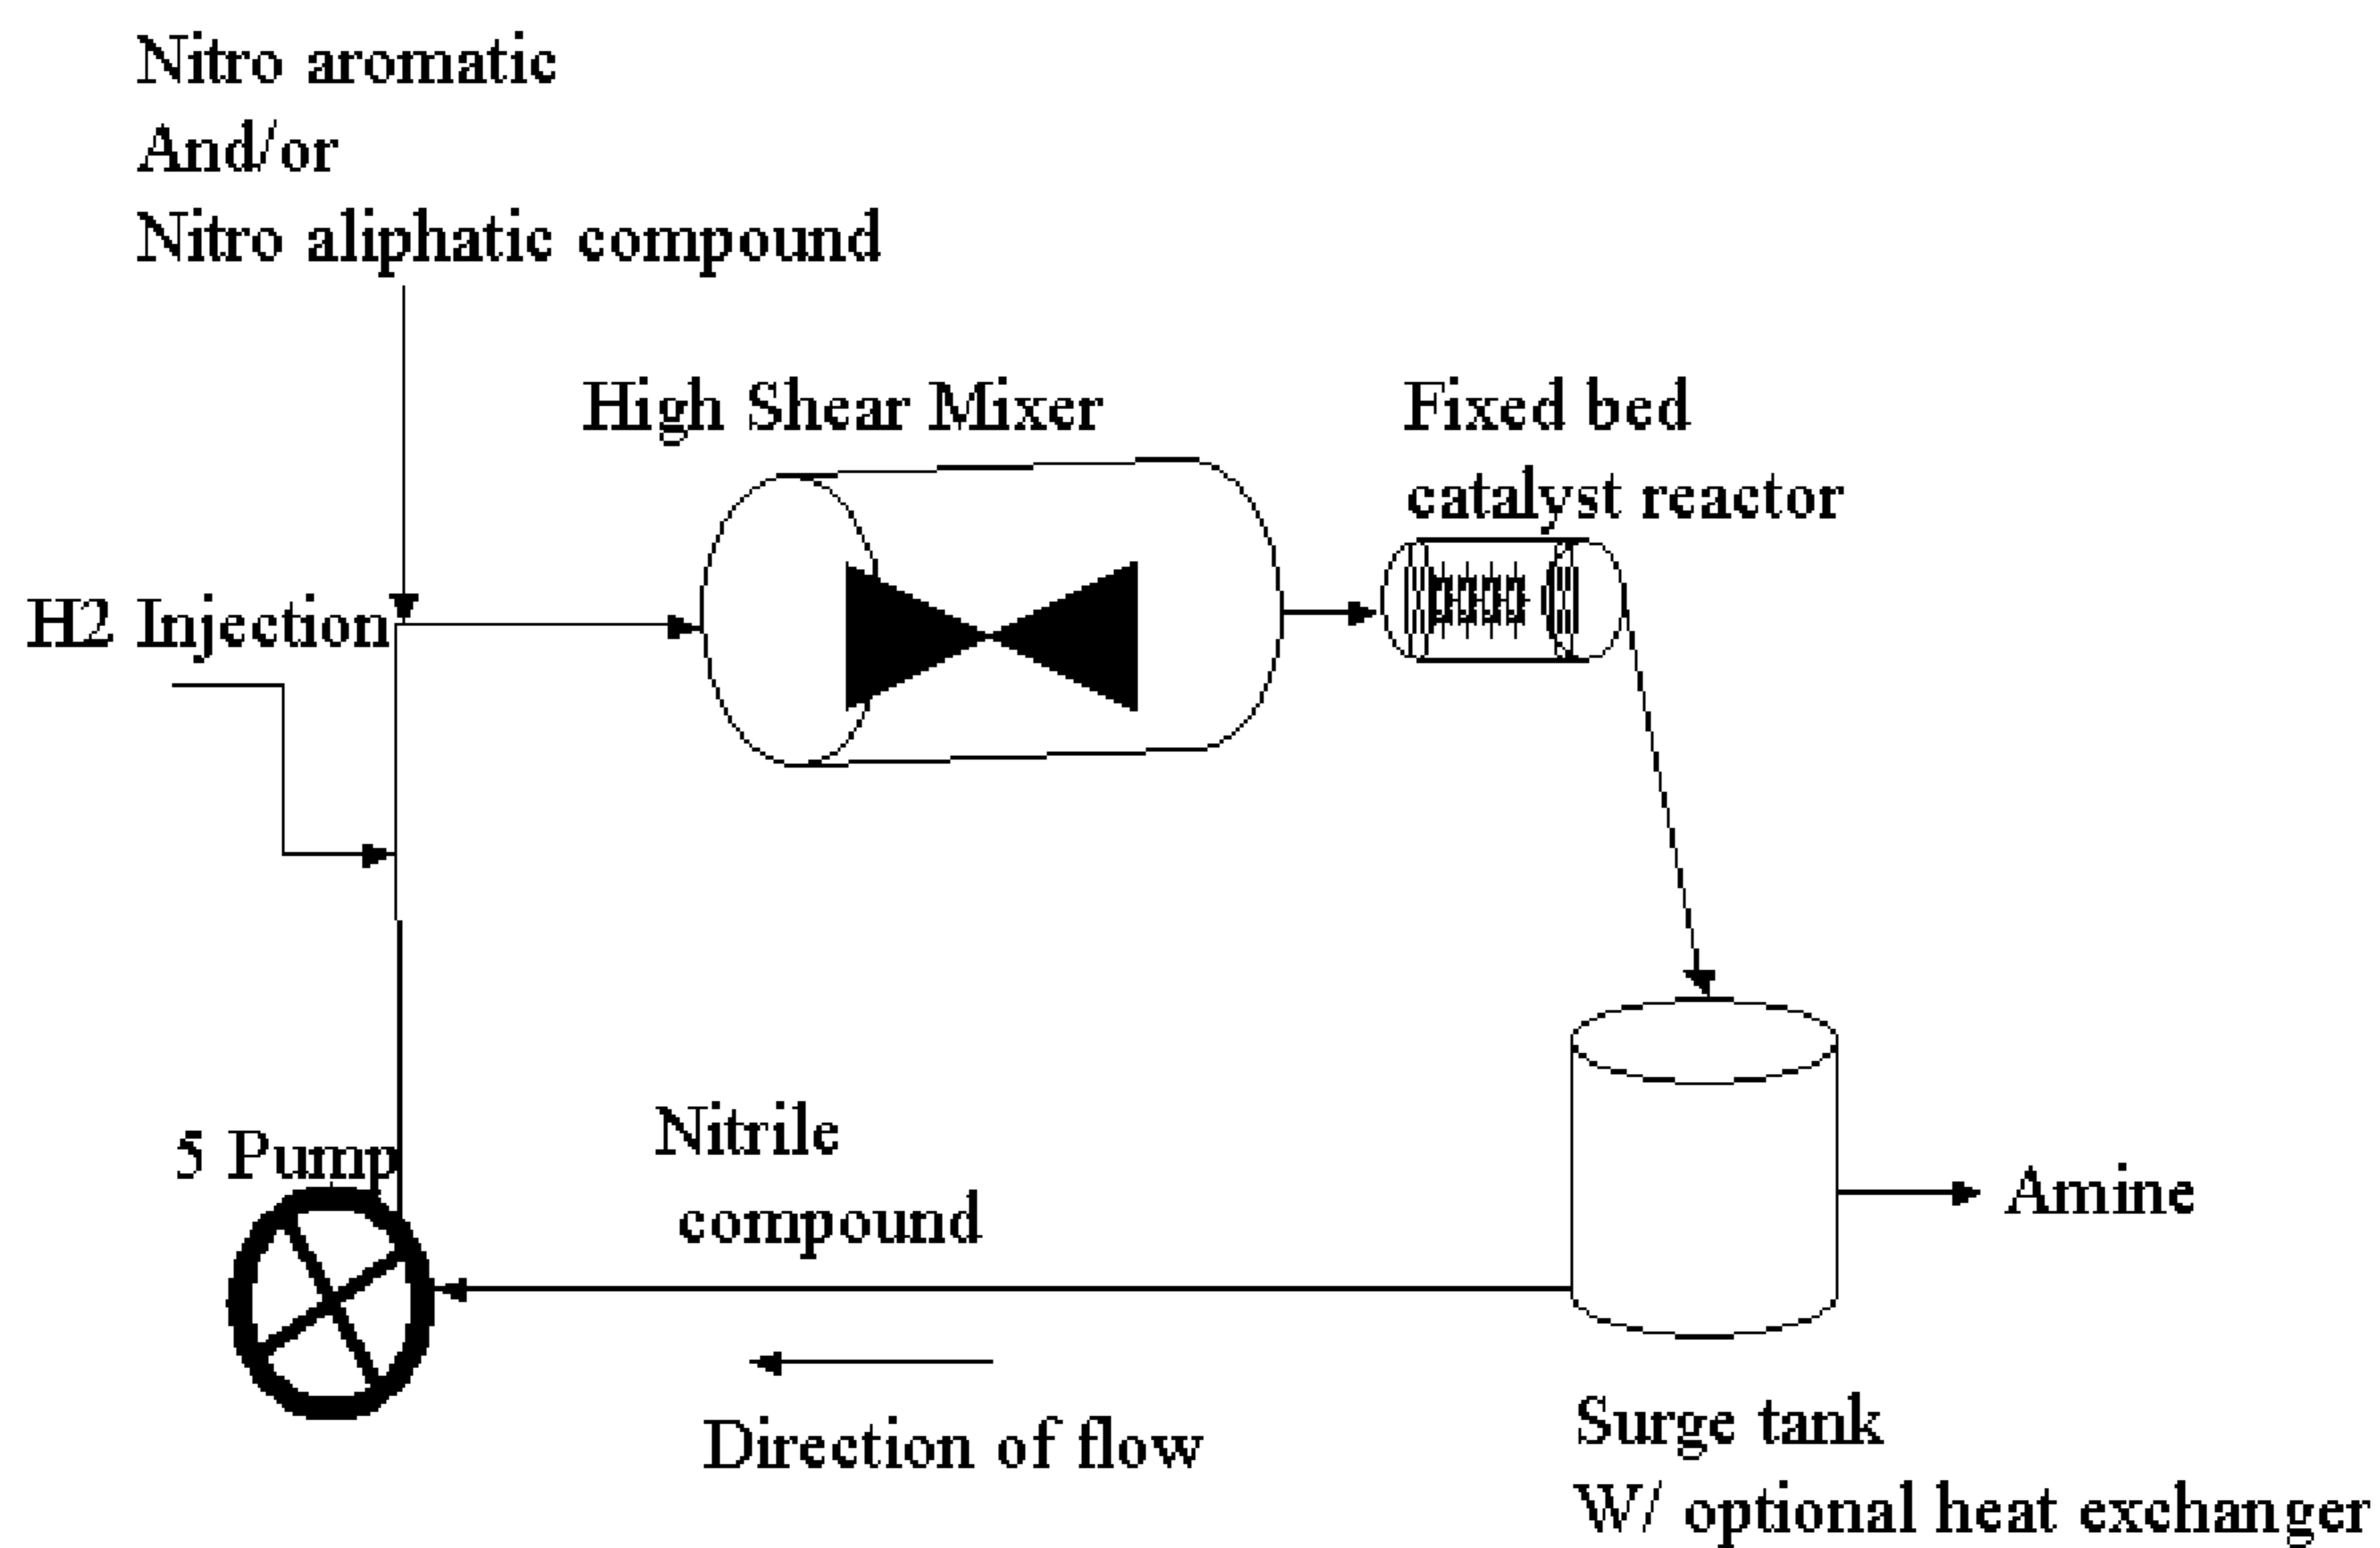 Nitro aromatic
And/or
Nitro aliphatic compound
High Shear Mixer
Fixed bed
catalyst reactor
H2 Injection
5 Pump
Nitrile
compound
Amine
Direction of flow
Surge tank
W/ optional heat exchanger